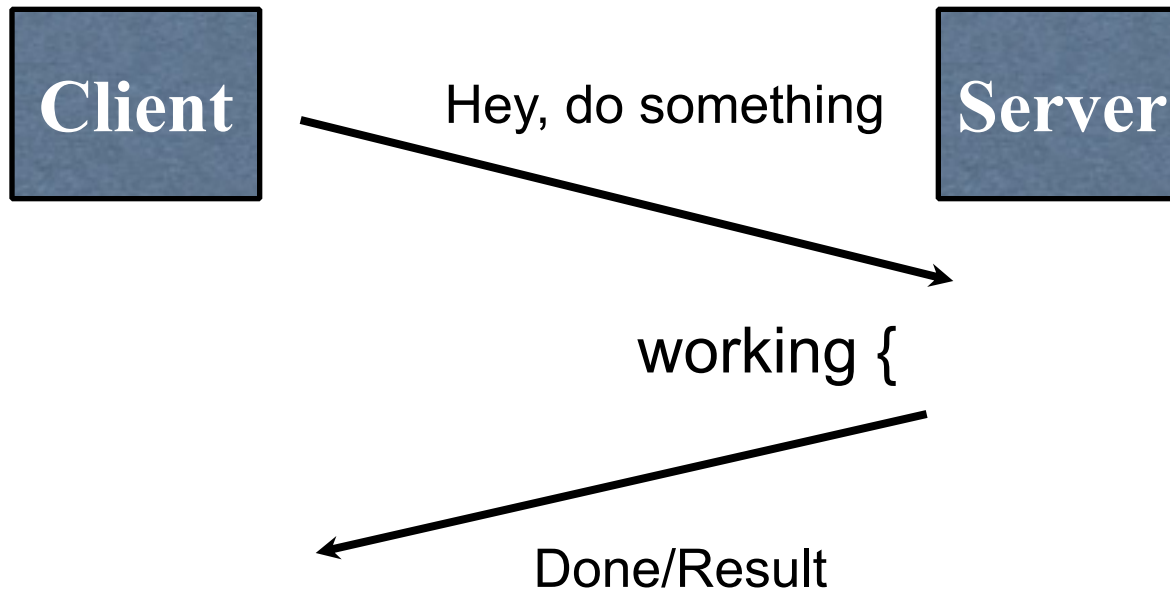 Client
Hey, do something
Server
working {
Done/Result